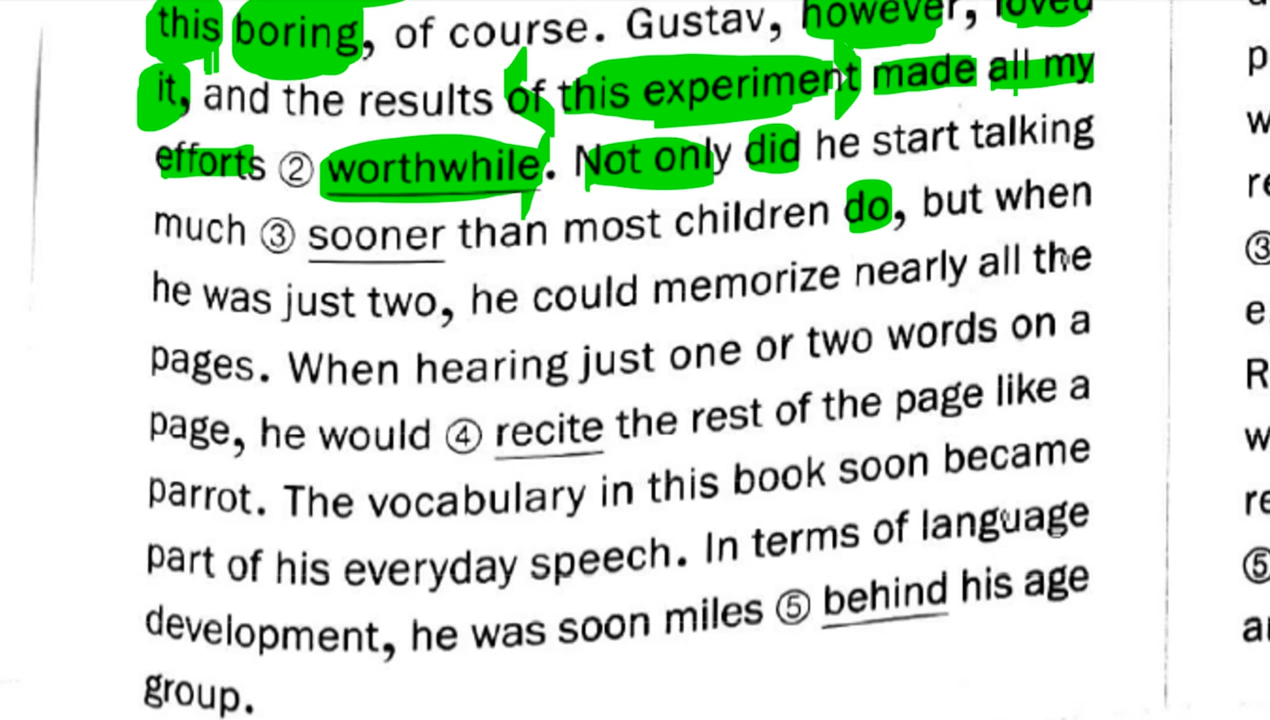 this boring, of course. Gustav, however, loved
it, and the results of this experiment made all my
efforts ② worthwhile. Not only did he start talking
much ③ sooner than most children do, but when
he was just two, he could memorize nearly all the
pages. When hearing just one or two words on a
page, he would ④ recite the rest of the page like a
parrot. The vocabulary in this book soon became
part of his everyday speech. In terms of language
development, he was soon miles ⑤ behind his age
group.
③
⑤